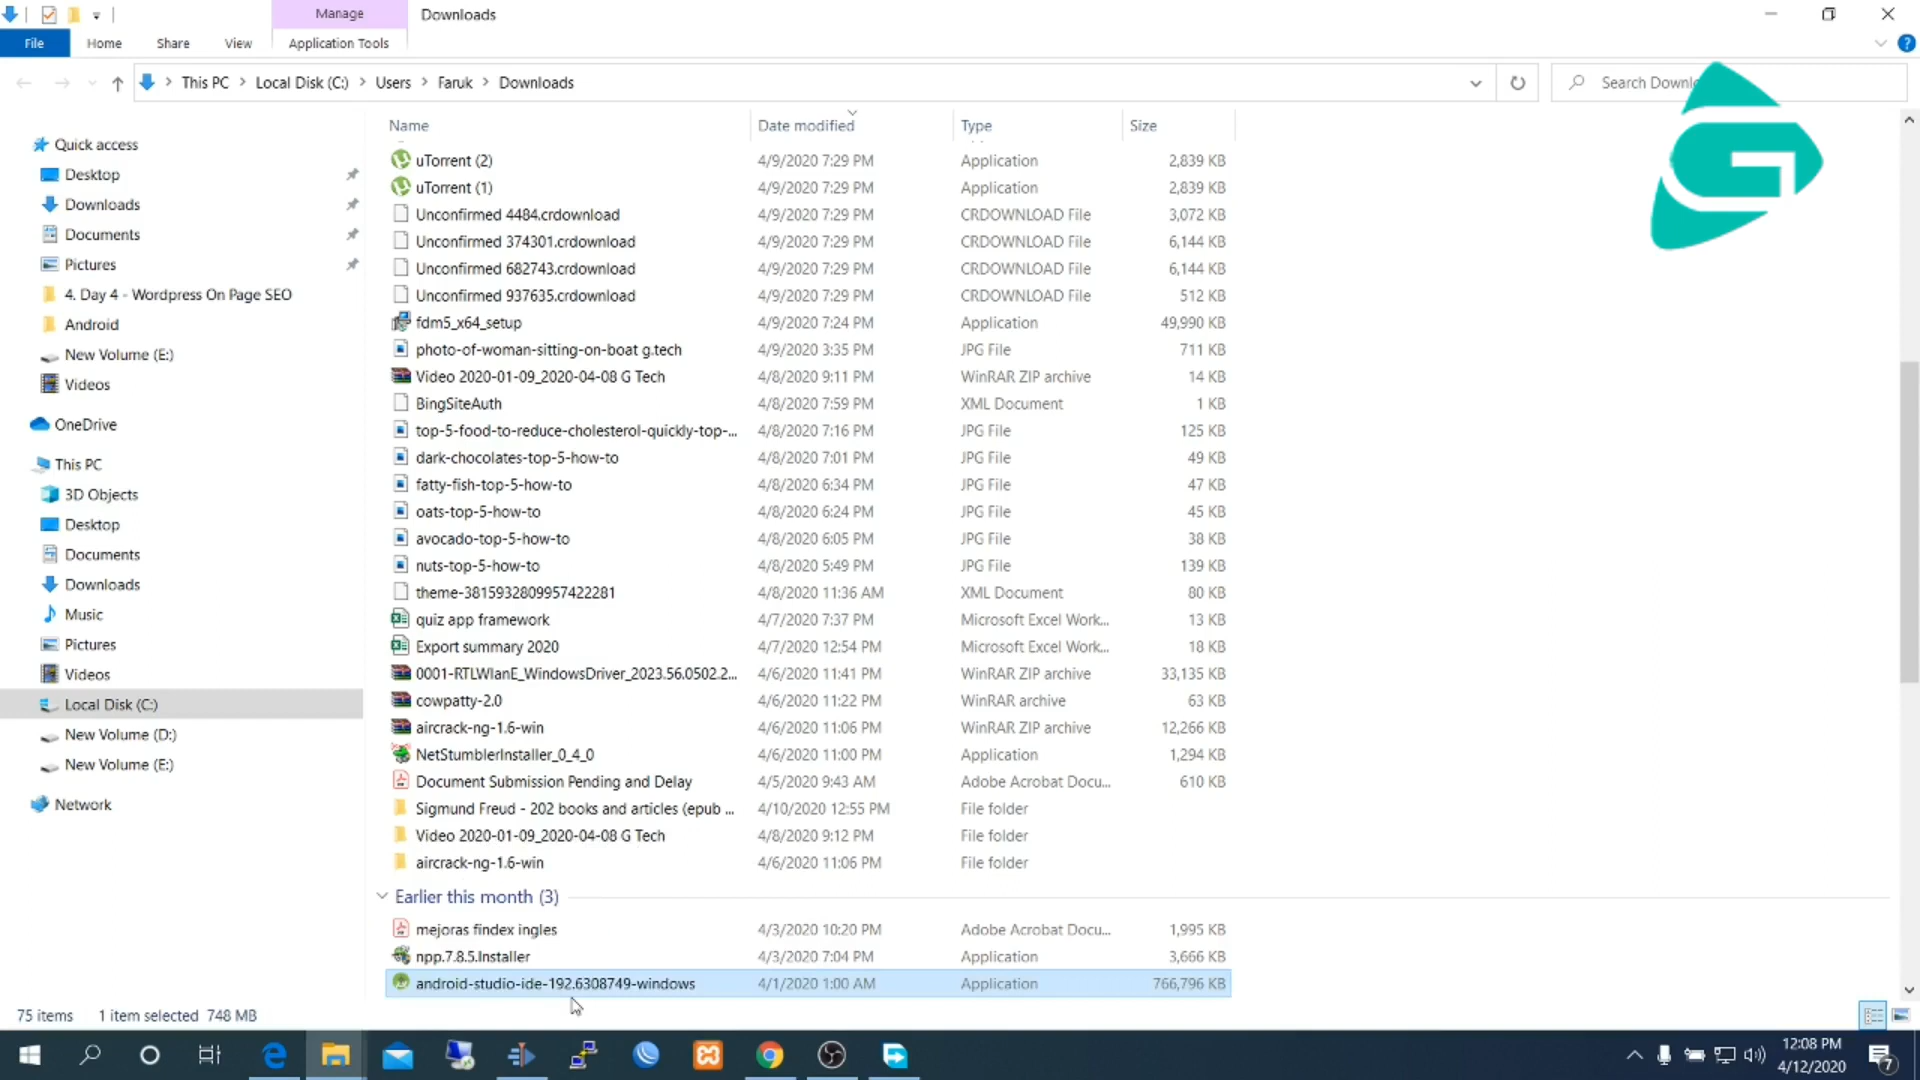 Manage
Downloads
File
Home
Share
View
Application Tools
This PC
Local Disk (C:)
Users
Faruk
Downloads
Search Downlo
Name
Date modified
Type
Size
Quick access
Desktop
Downloads
Documents
Pictures
4. Day 4 - Wordpress On Page SEO
Android
New Volume (E:)
Videos
OneDrive
This PC
3D Objects
Desktop
Documents
Downloads
Music
Pictures
Videos
Local Disk (C:)
New Volume (D:)
New Volume (E:)
Network
uTorrent (2) 4/9/2020 7:29 PM Application 2,839 KB
uTorrent (1) 4/9/2020 7:29 PM Application 2,839 KB
Unconfirmed 4484.crdownload 4/9/2020 7:29 PM CRDOWNLOAD File 3,072 KB
Unconfirmed 374301.crdownload 4/9/2020 7:29 PM CRDOWNLOAD File 6,144 KB
Unconfirmed 682743.crdownload 4/9/2020 7:29 PM CRDOWNLOAD File 6,144 KB
Unconfirmed 937635.crdownload 4/9/2020 7:29 PM CRDOWNLOAD File 512 KB
fdm5_x64_setup 4/9/2020 7:24 PM Application 49,990 KB
photo-of-woman-sitting-on-boat g.tech 4/9/2020 3:35 PM JPG File 711 KB
Video 2020-01-09_2020-04-08 G Tech 4/8/2020 9:11 PM WinRAR ZIP archive 14 KB
BingSiteAuth 4/8/2020 7:59 PM XML Document 1 KB
top-5-food-to-reduce-cholesterol-quickly-top-... 4/8/2020 7:16 PM JPG File 125 KB
dark-chocolates-top-5-how-to 4/8/2020 7:01 PM JPG File 49 KB
fatty-fish-top-5-how-to 4/8/2020 6:34 PM JPG File 47 KB
oats-top-5-how-to 4/8/2020 6:24 PM JPG File 45 KB
avocado-top-5-how-to 4/8/2020 6:05 PM JPG File 38 KB
nuts-top-5-how-to 4/8/2020 5:49 PM JPG File 139 KB
theme-3815932809957422281 4/8/2020 11:36 AM XML Document 80 KB
quiz app framework 4/7/2020 7:37 PM Microsoft Excel Work... 13 KB
Export summary 2020 4/7/2020 12:54 PM Microsoft Excel Work... 18 KB
0001-RTLWlanE_WindowsDriver_2023.56.0502.2... 4/6/2020 11:41 PM WinRAR ZIP archive 33,135 KB
cowpatty-2.0 4/6/2020 11:22 PM WinRAR archive 63 KB
aircrack-ng-1.6-win 4/6/2020 11:06 PM WinRAR ZIP archive 12,266 KB
NetStumblerInstaller_0_4_0 4/6/2020 11:00 PM Application 1,294 KB
Document Submission Pending and Delay 4/5/2020 9:43 AM Adobe Acrobat Docu... 610 KB
Sigmund Freud - 202 books and articles (epub ... 4/10/2020 12:55 PM File folder
Video 2020-01-09_2020-04-08 G Tech 4/8/2020 9:12 PM File folder
aircrack-ng-1.6-win 4/6/2020 11:06 PM File folder
Earlier this month (3)
mejoras findex ingles 4/3/2020 10:20 PM Adobe Acrobat Docu... 1,995 KB
npp.7.8.5.Installer 4/3/2020 7:04 PM Application 3,666 KB
android-studio-ide-192.6308749-windows 4/1/2020 1:00 AM Application 766,796 KB
75 items 1 item selected 748 MB
12:08 PM
4/12/2020
7